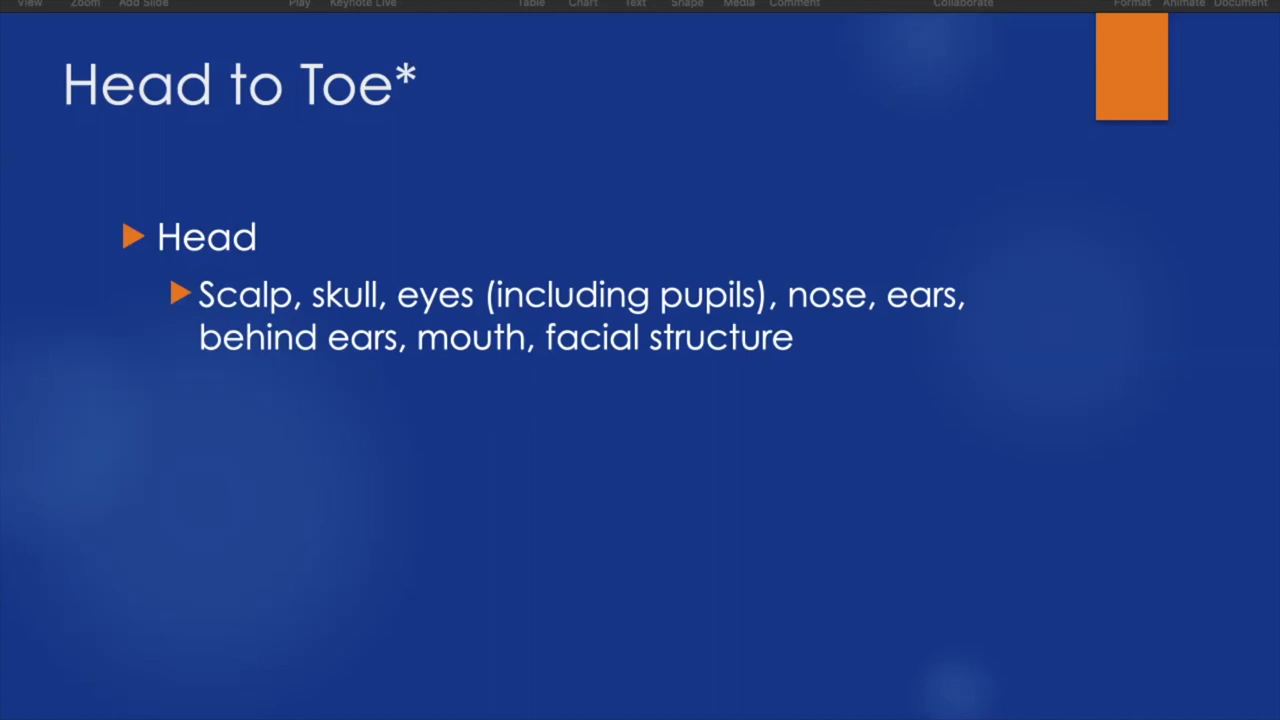 View Zoom Add Slide Play Keynote Live Table Chart Text Shape Media Comment Collaborate Format Animate Document
Head to Toe*
Head
Scalp, skull, eyes (including pupils), nose, ears,
behind ears, mouth, facial structure